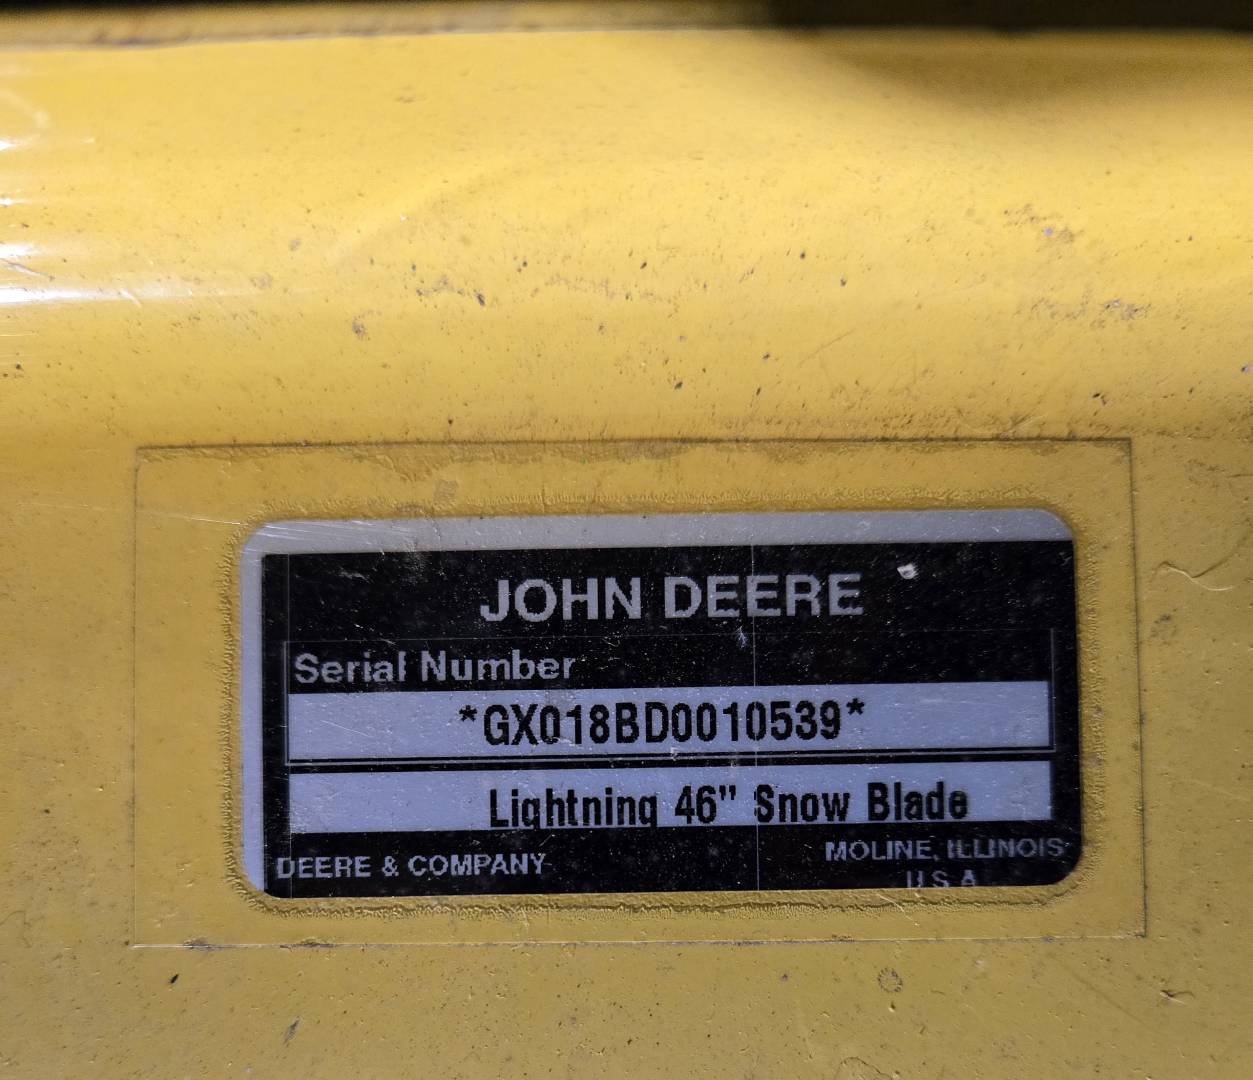 JOHN DEERE
Serial Number
*GX018BD0010539*
Lightning 46" Snow Blade
DEERE & COMPANY
MOLINE, ILLINOIS
U.S.A